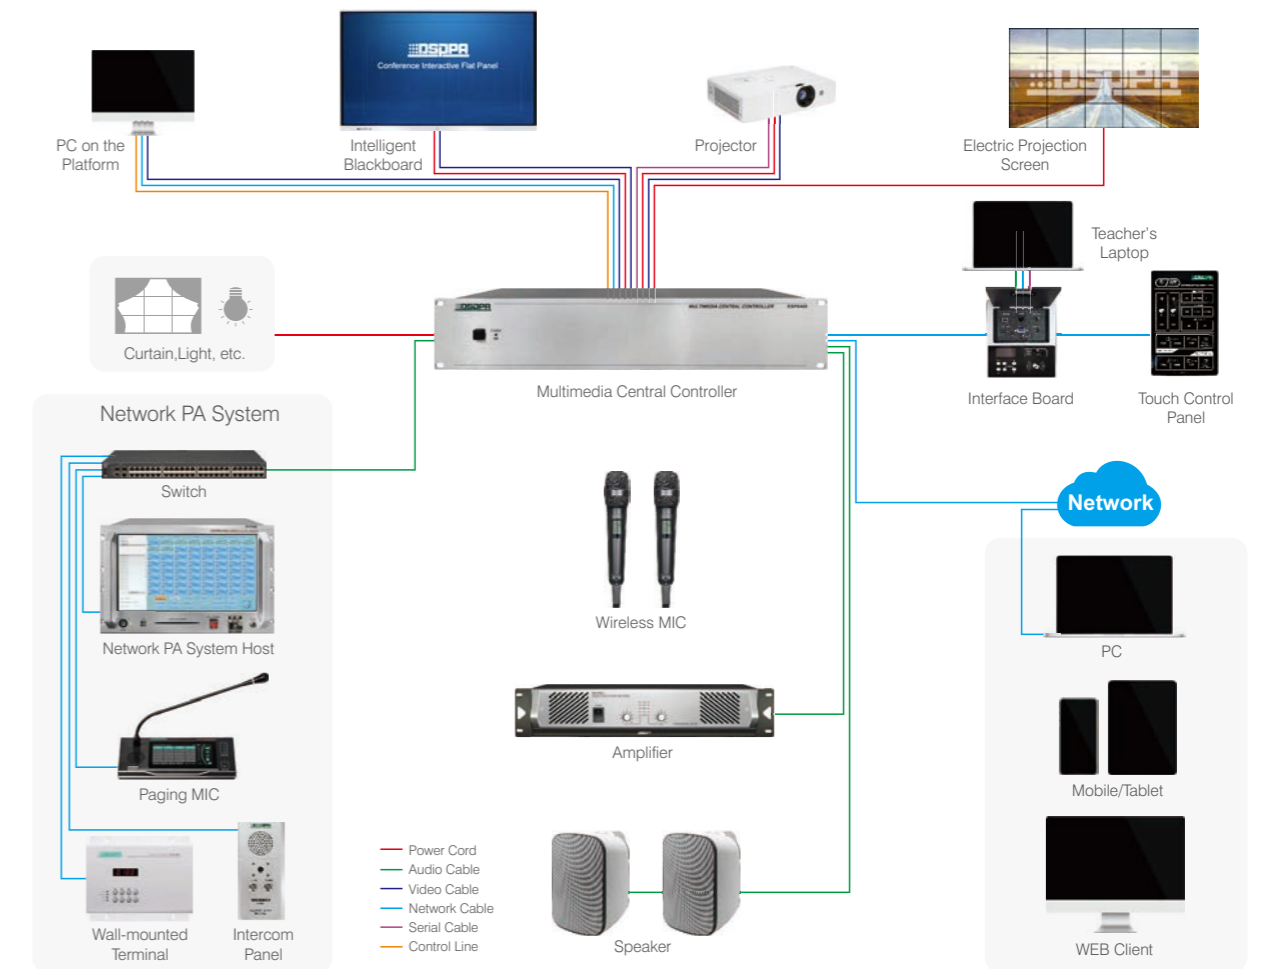 DSPPA
Conference Interactive Flat Panel
DSPPA
PC on the
Platform
Intelligent
Blackboard
Projector
Electric Projection
Screen
Teacher's
Laptop
DSPPA
MULTIMEDIA CENTRAL CONTROLLER
Curtain,Light, etc.
Multimedia Central Controller
Interface Board
Touch Control
Panel
Network PA System
Switch
Network
Network PA System Host
Wireless MIC
PC
Amplifier
Paging MIC
Mobile/Tablet
Power Cord
Audio Cable
Video Cable
Network Cable
Serial Cable
Control Line
Wall-mounted
Terminal
Intercom
Panel
Speaker
WEB Client